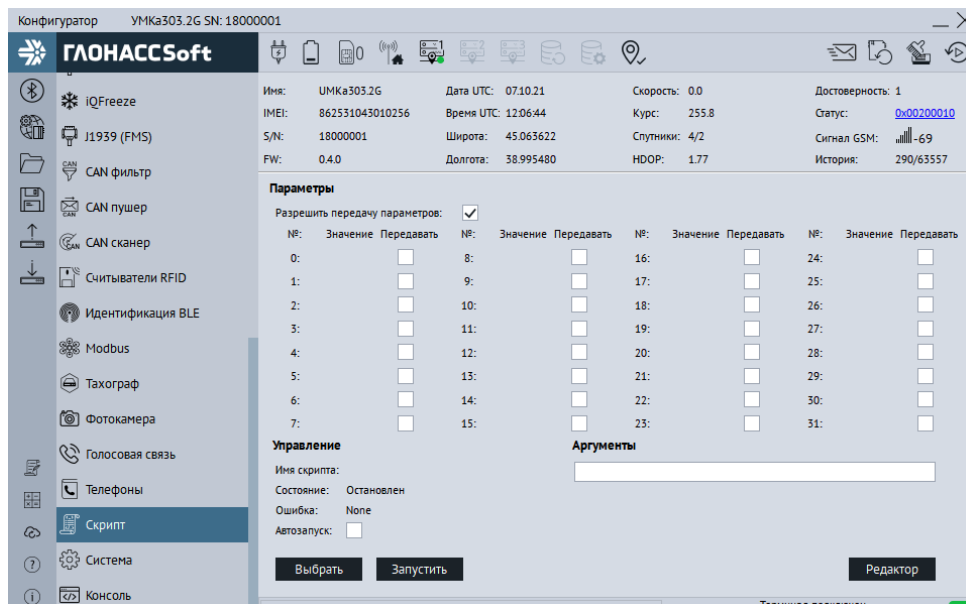 Конфигуратор УМКа303.2G SN: 18000001
ГЛОНАССSoft
0
iQFreeze
J1939 (FMS)
CAN фильтр
CAN пушер
CAN сканер
Считыватели RFID
Идентификация BLE
Modbus
Тахограф
Фотокамера
Голосовая связь
Телефоны
Скрипт
Система
Консоль
Имя: УМКа303.2G Дата UTC: 07.10.21 Скорость: 0.0 Достоверность: 1
IMEI: 862531043010256 Время UTC: 12:06:44 Курс: 255.8 Статус: 0x00200010
S/N: 18000001 Широта: 45.063622 Спутники: 4/2 Сигнал GSM: -69
FW: 0.4.0 Долгота: 38.995480 HDOP: 1.77 История: 290/63557
Параметры
Разрешить передачу параметров:
№: Значение Передавать №: Значение Передавать №: Значение Передавать №: Значение Передавать
0: 8: 16: 24:
1: 9: 17: 25:
2: 10: 18: 26:
3: 11: 19: 27:
4: 12: 20: 28:
5: 13: 21: 29:
6: 14: 22: 30:
7: 15: 23: 31:
Управление Аргументы
Имя скрипта:
Состояние: Остановлен
Ошибка: None
Автозапуск:
Выбрать Запустить Редактор